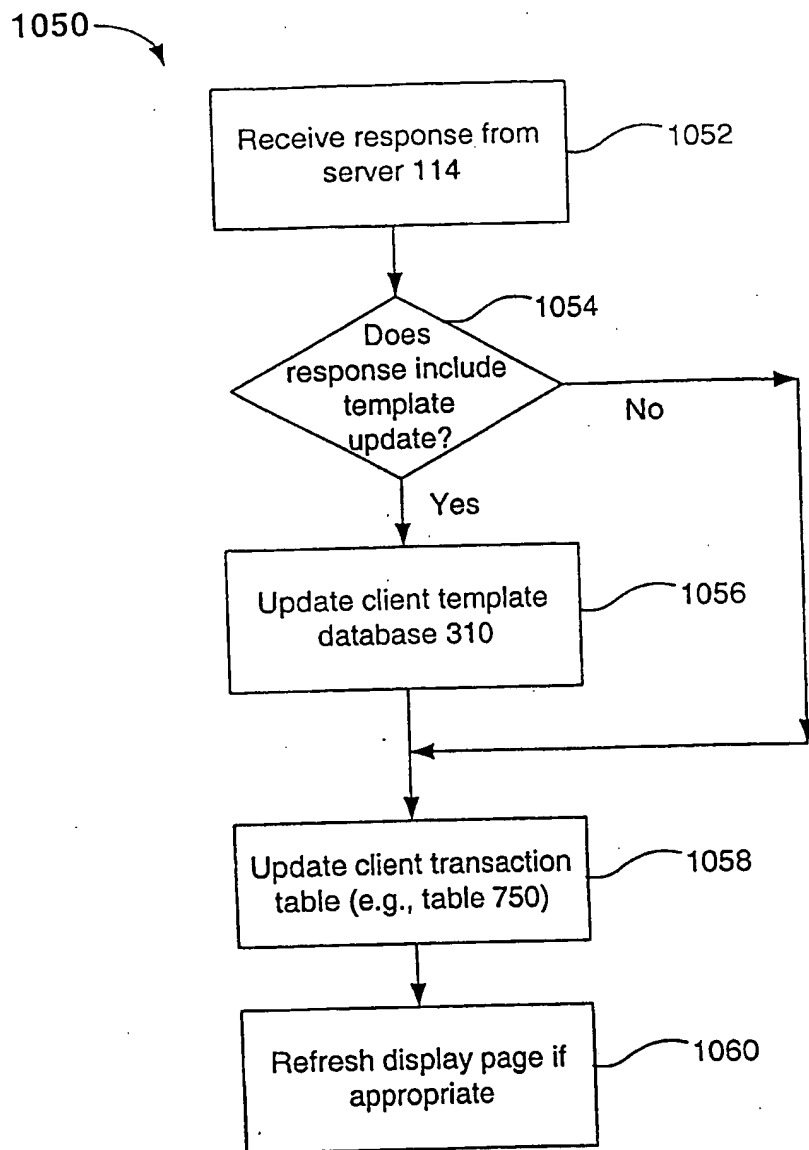 1050
Receive response from
server 114
1052
1054
Does
response include
template
update?
No
Yes
Update client template
database 310
1056
Update client transaction
table (e.g., table 750)
1058
Refresh display page if
appropriate
1060